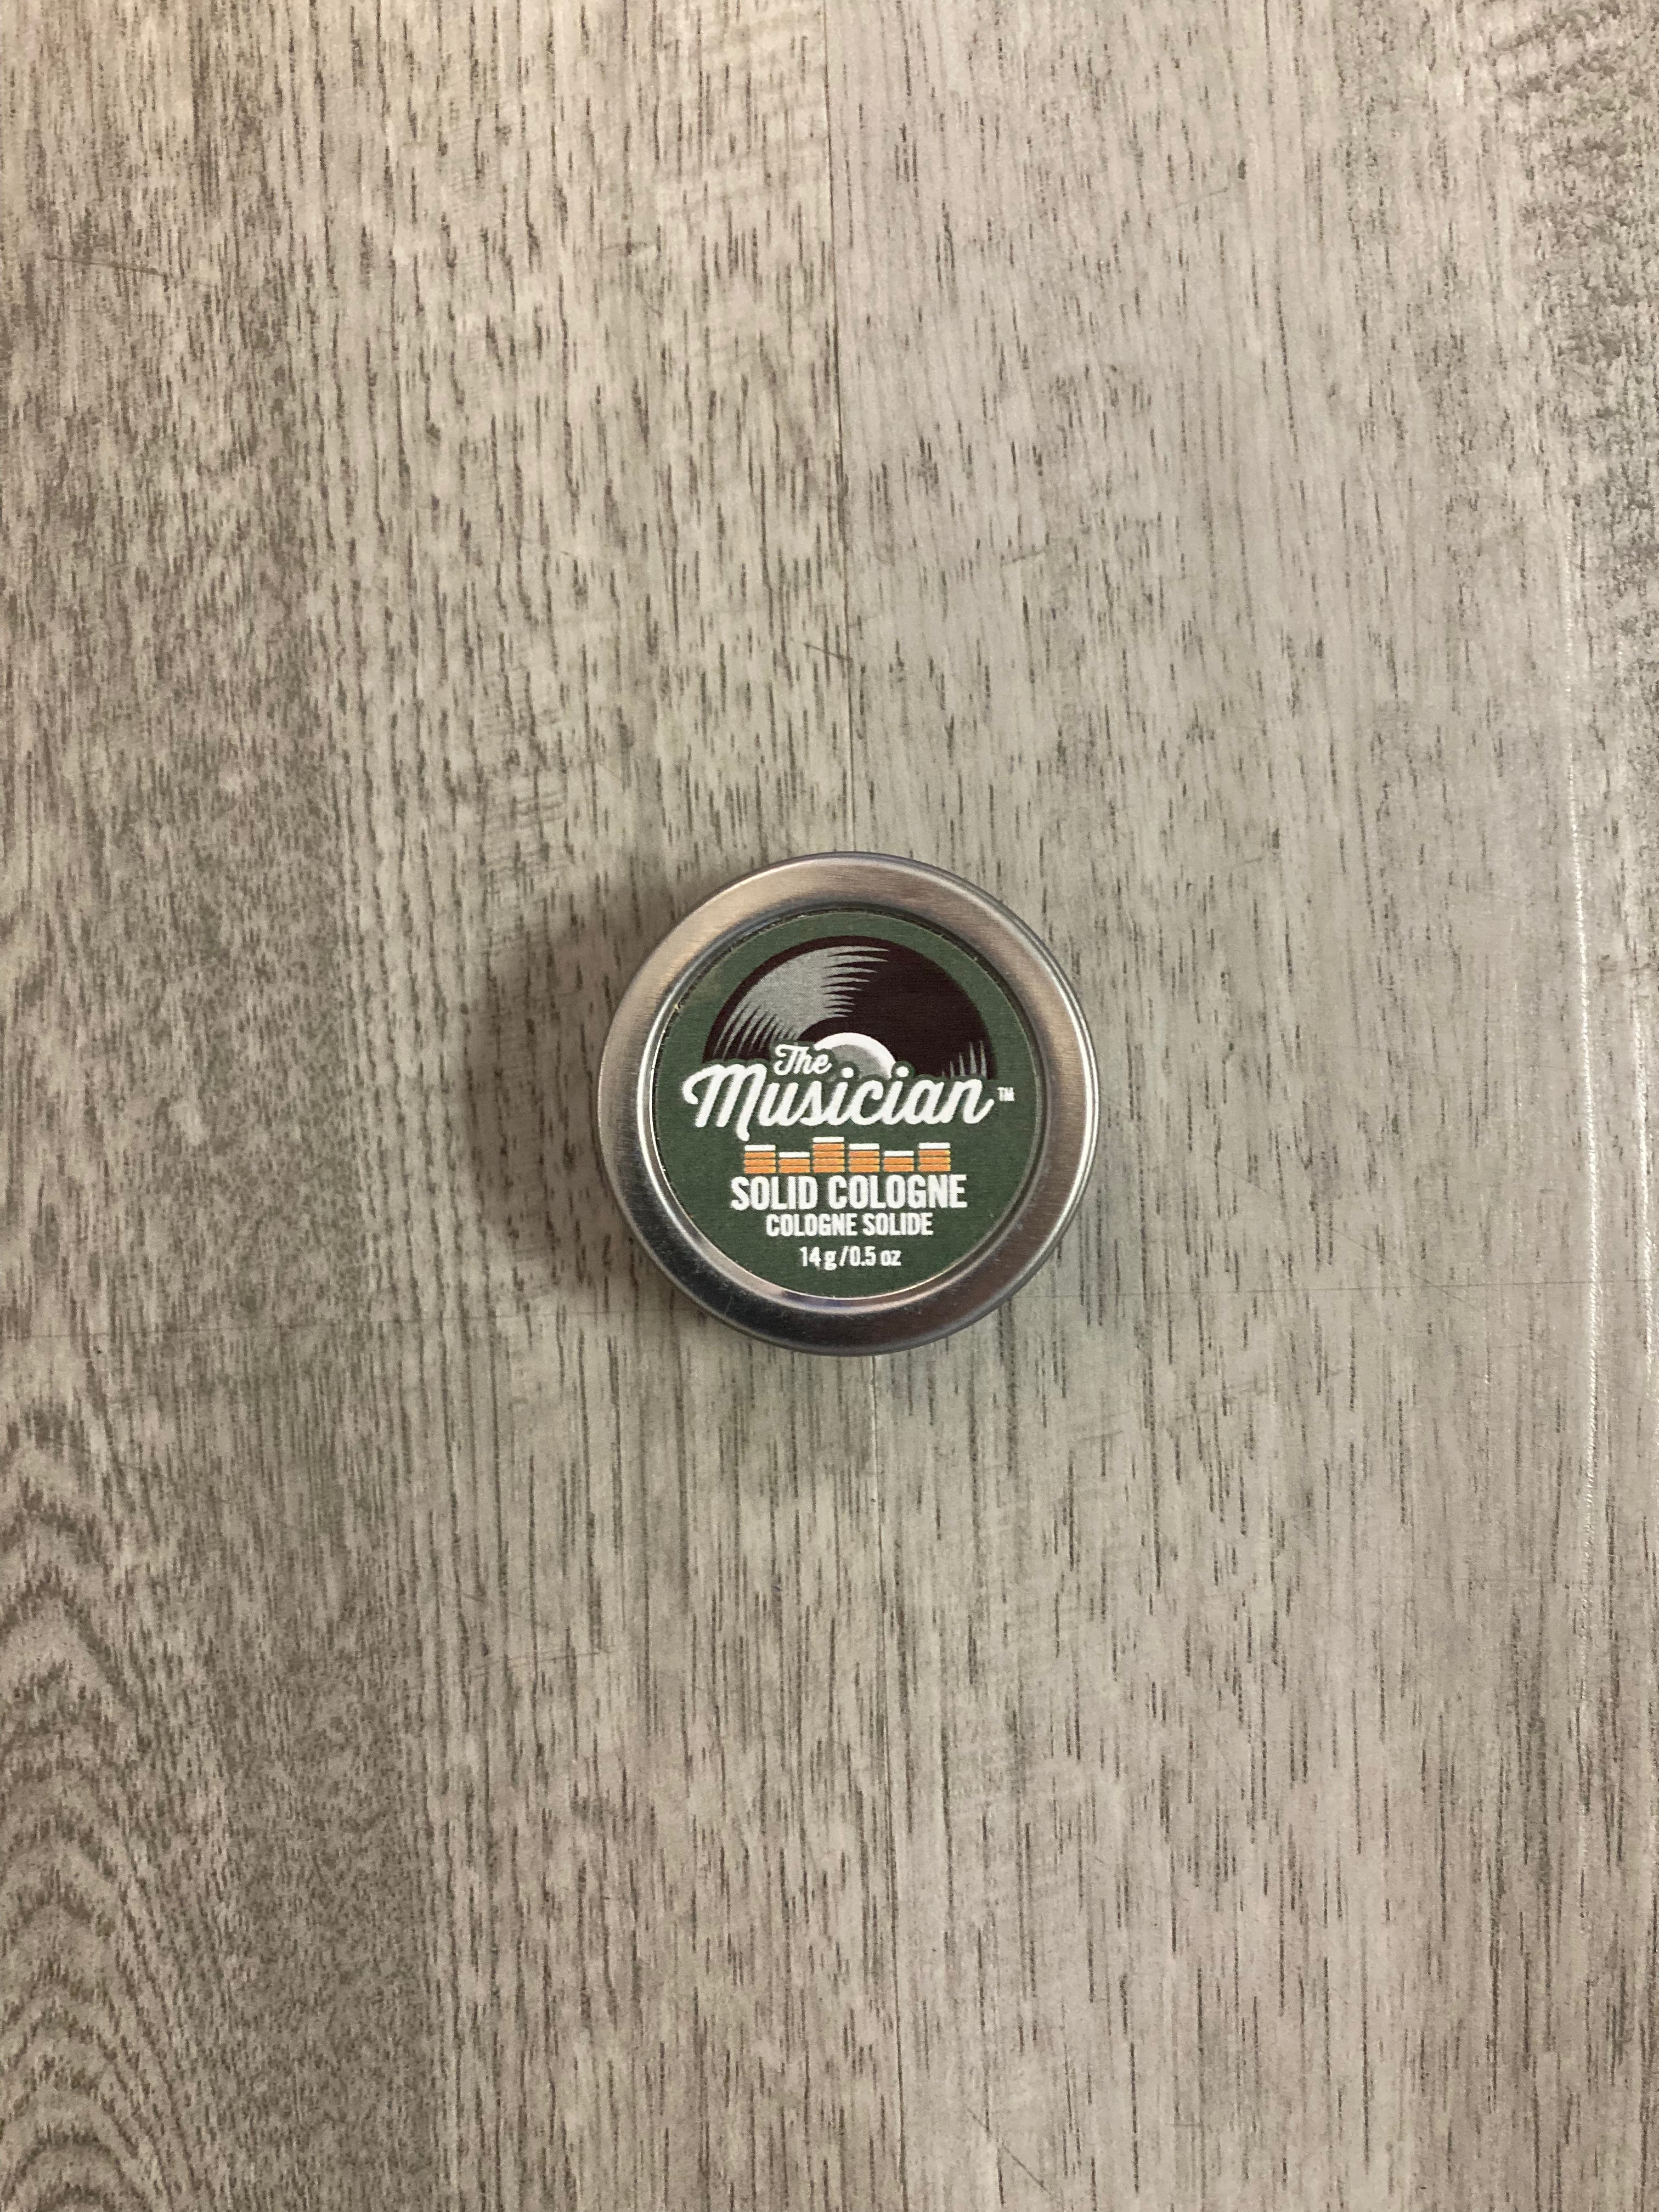 The
Musician™
SOLID COLOGNE
COLOGNE SOLIDE
14 g/0.5 oz